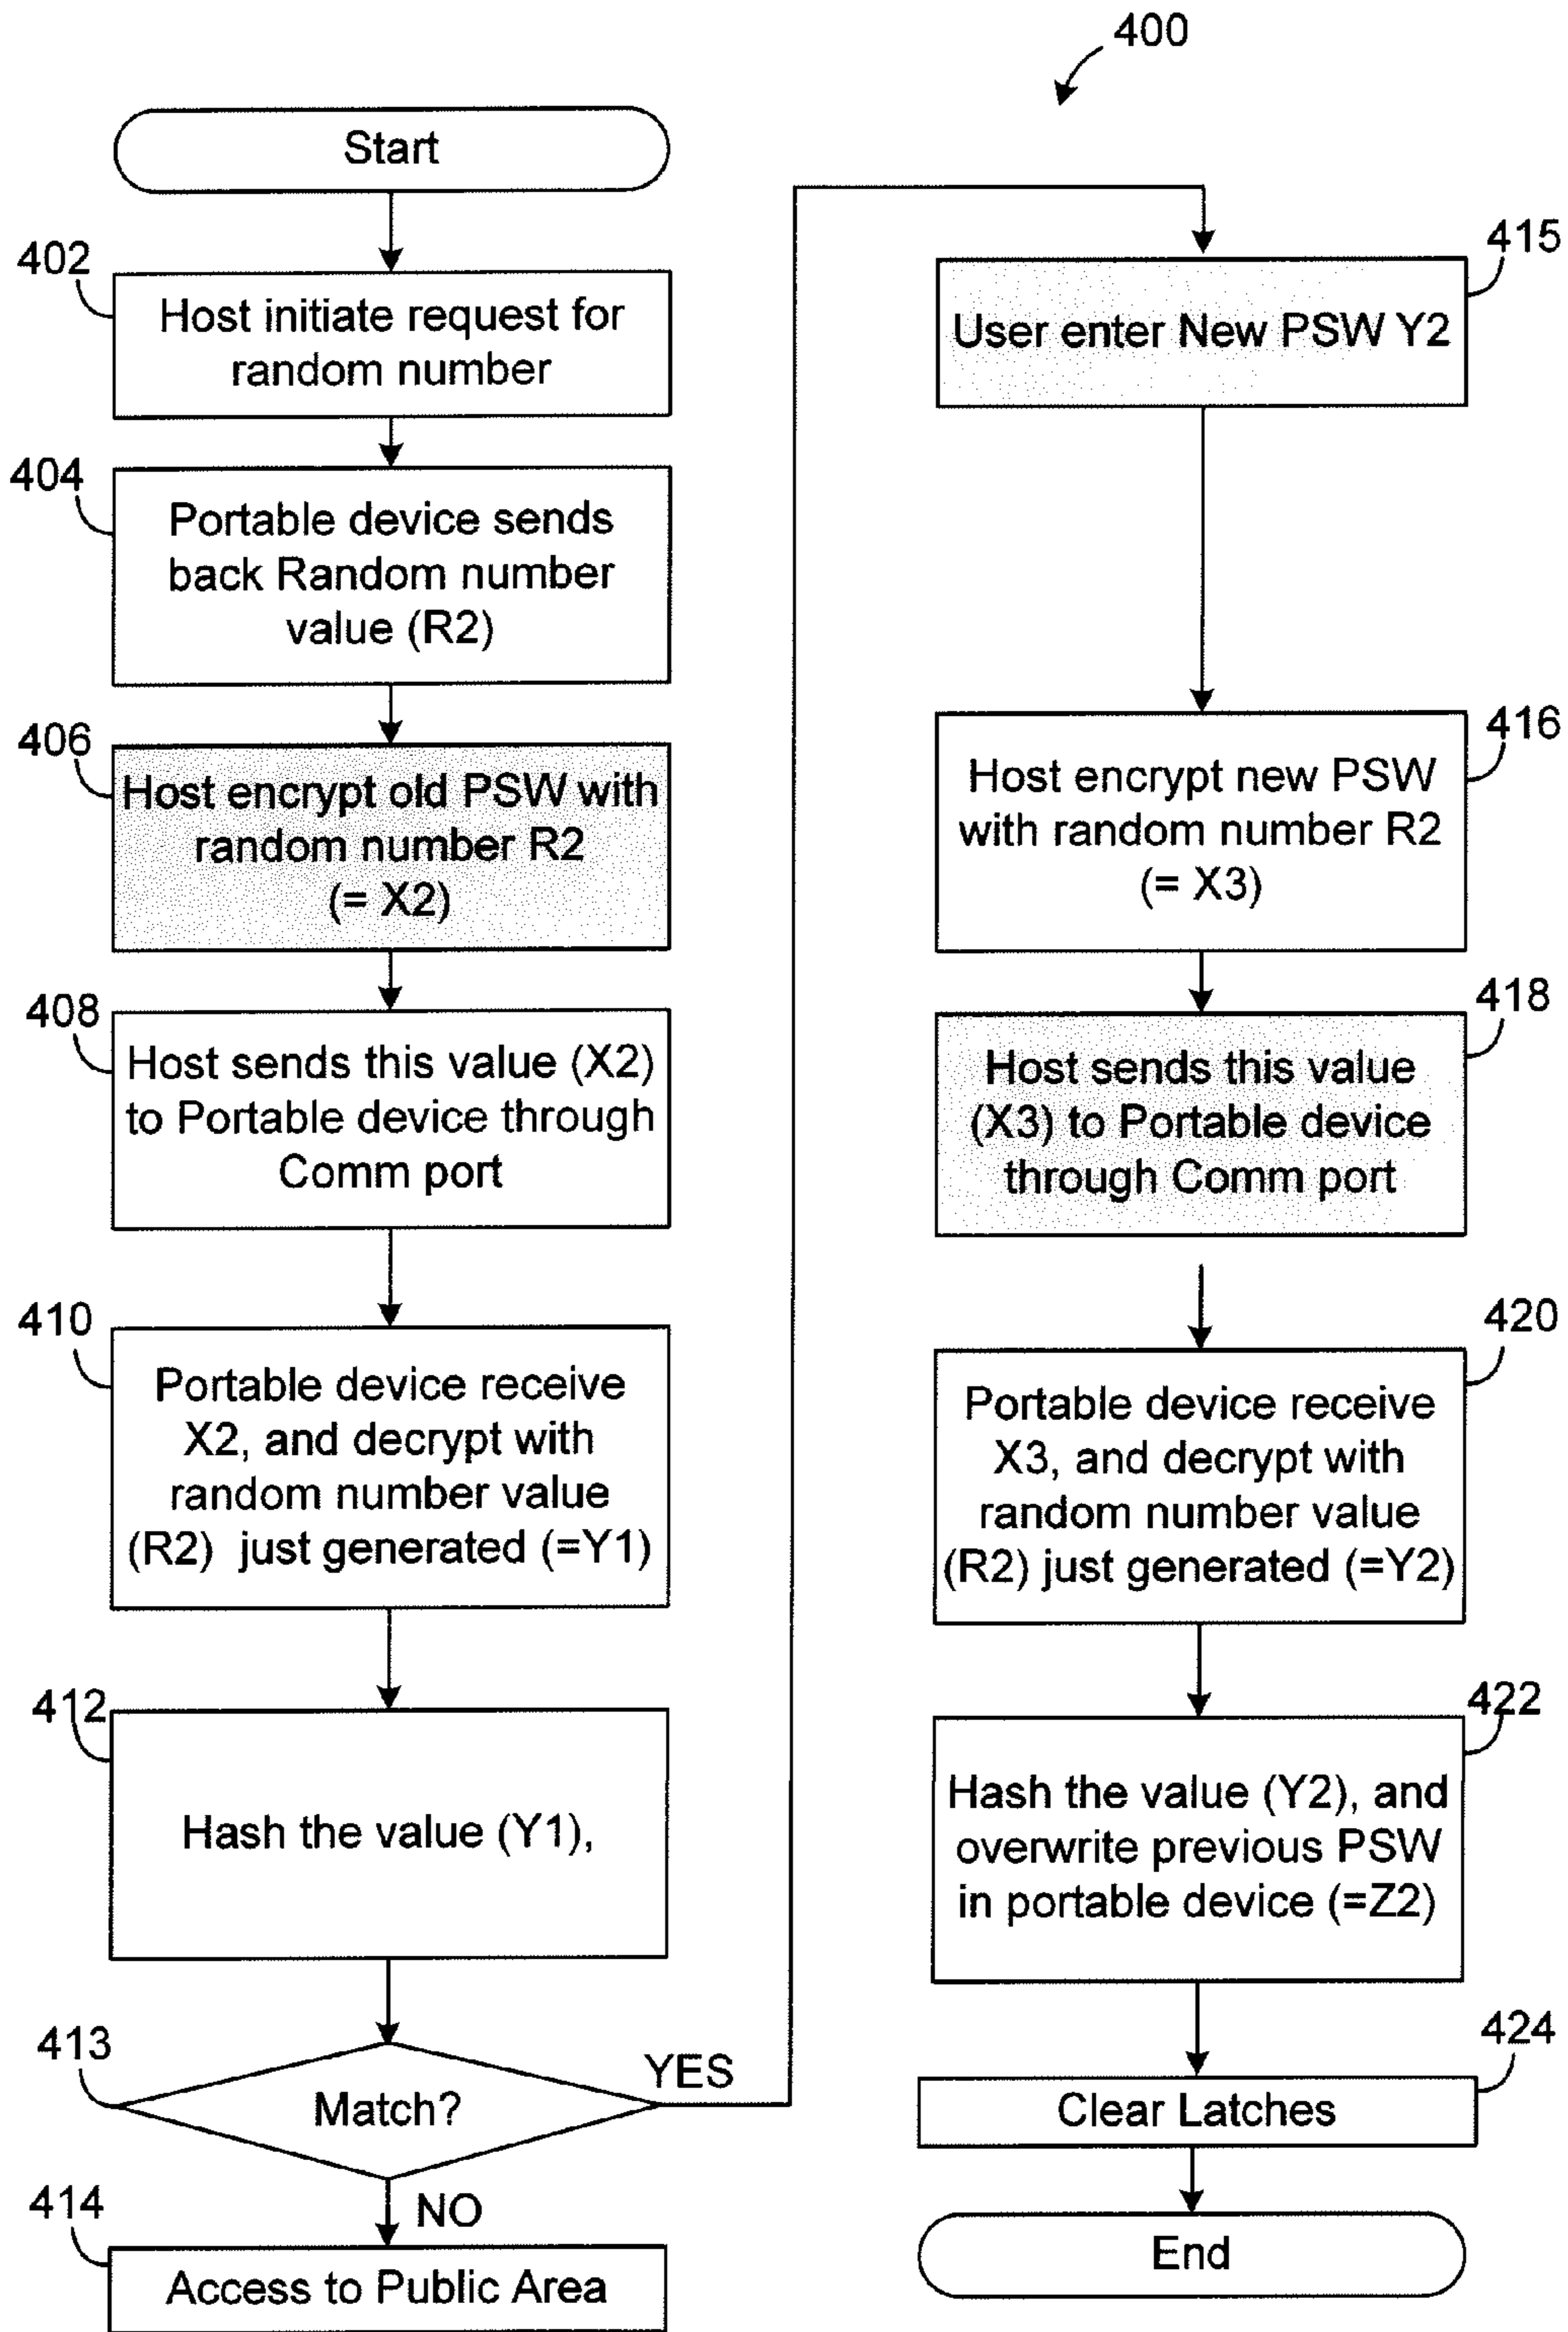 400
Start
402
Host initiate request for
random number
404
Portable device sends
back Random number
value (R2)
406
Host encrypt old PSW with
random number R2
(= X2)
408
Host sends this value (X2)
to Portable device through
Comm port
410
Portable device receive
X2, and decrypt with
random number value
(R2) just generated (=Y1)
412
Hash the value (Y1),
413
Match?
YES
NO
414
Access to Public Area
415
User enter New PSW Y2
416
Host encrypt new PSW
with random number R2
(= X3)
418
Host sends this value
(X3) to Portable device
through Comm port
420
Portable device receive
X3, and decrypt with
random number value
(R2) just generated (=Y2)
422
Hash the value (Y2), and
overwrite previous PSW
in portable device (=Z2)
424
Clear Latches
End